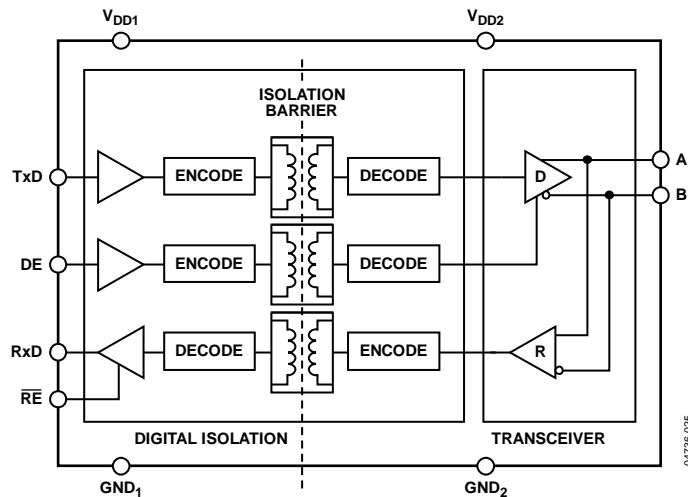 VDD1
VDD2
ISOLATION
BARRIER
TxD
ENCODE
DECODE
D
A
B
DE
ENCODE
DECODE
RxD
DECODE
ENCODE
R
RE
DIGITAL ISOLATION
TRANSCEIVER
GND1
GND2
04736-025